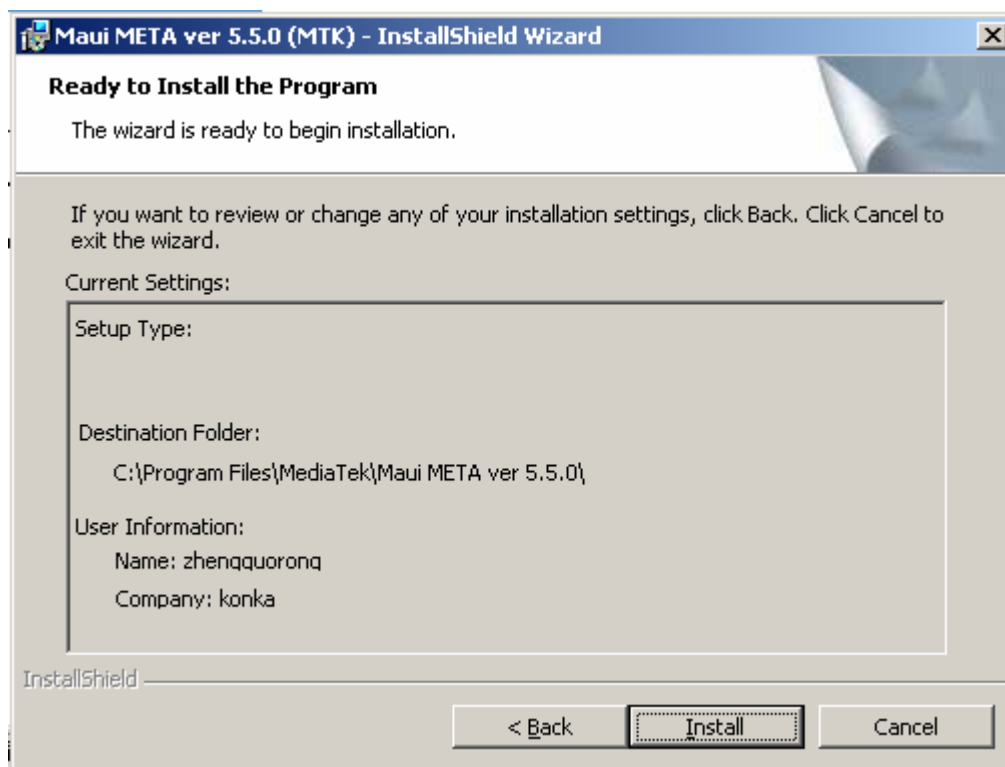 Maui META ver 5.5.0 (MTK) - InstallShield Wizard
Ready to Install the Program
The wizard is ready to begin installation.
If you want to review or change any of your installation settings, click Back. Click Cancel to
exit the wizard.
Current Settings:
Setup Type:
Destination Folder:
C:\Program Files\MediaTek\Maui META ver 5.5.0\
User Information:
Name: zhengguorong
Company: konka
InstallShield
< Back
Install
Cancel